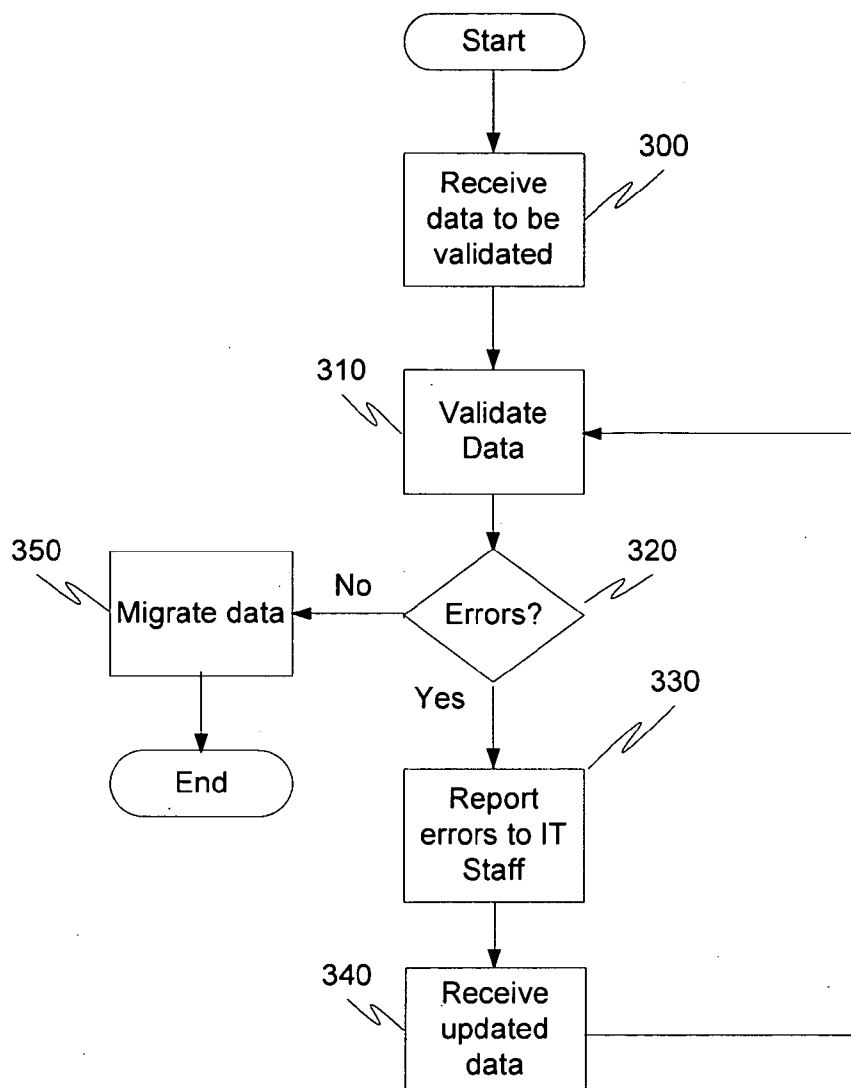 Start
300
Receive
data to be
validated
310
Validate
Data
350
Migrate data
No
Errors?
320
Yes
330
End
Report
errors to IT
Staff
340
Receive
updated
data